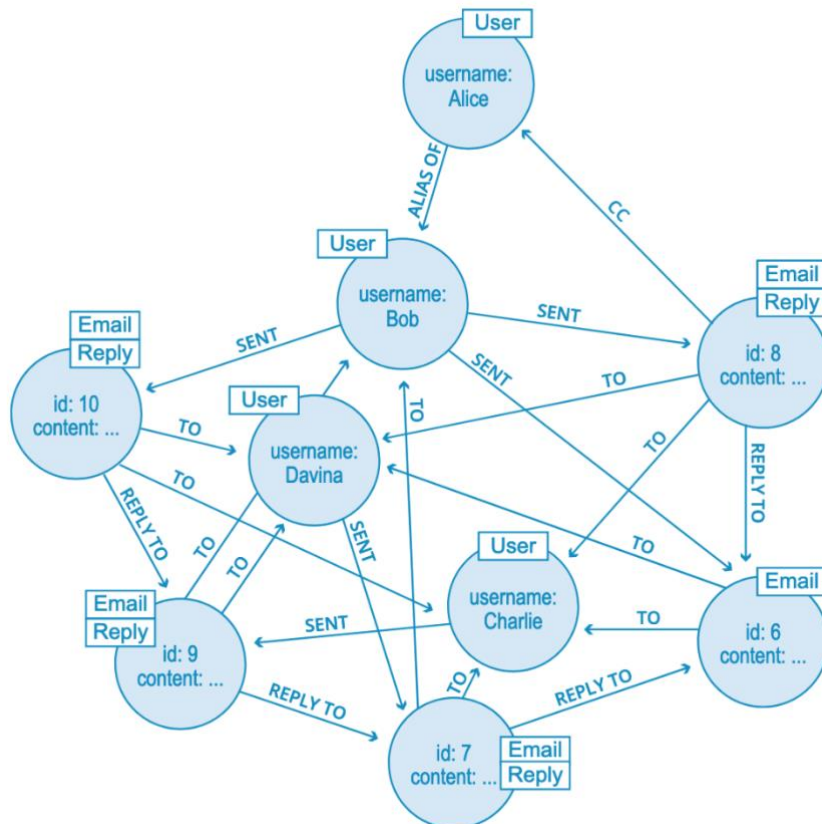 User
username:
Alice
ALIAS OF
CC
User
username:
Bob
SENT
SENT
SENT
Email
Reply
id: 8
content: ...
Email
Reply
id: 10
content: ...
TO
TO
REPLY TO
User
username:
Davina
TO
TO
TO
REPLY TO
SENT
TO
TO
TO
User
username:
Charlie
SENT
TO
Email
id: 6
content: ...
Email
Reply
id: 9
content: ...
REPLY TO
TO
REPLY TO
id: 7
content: ...
Email
Reply